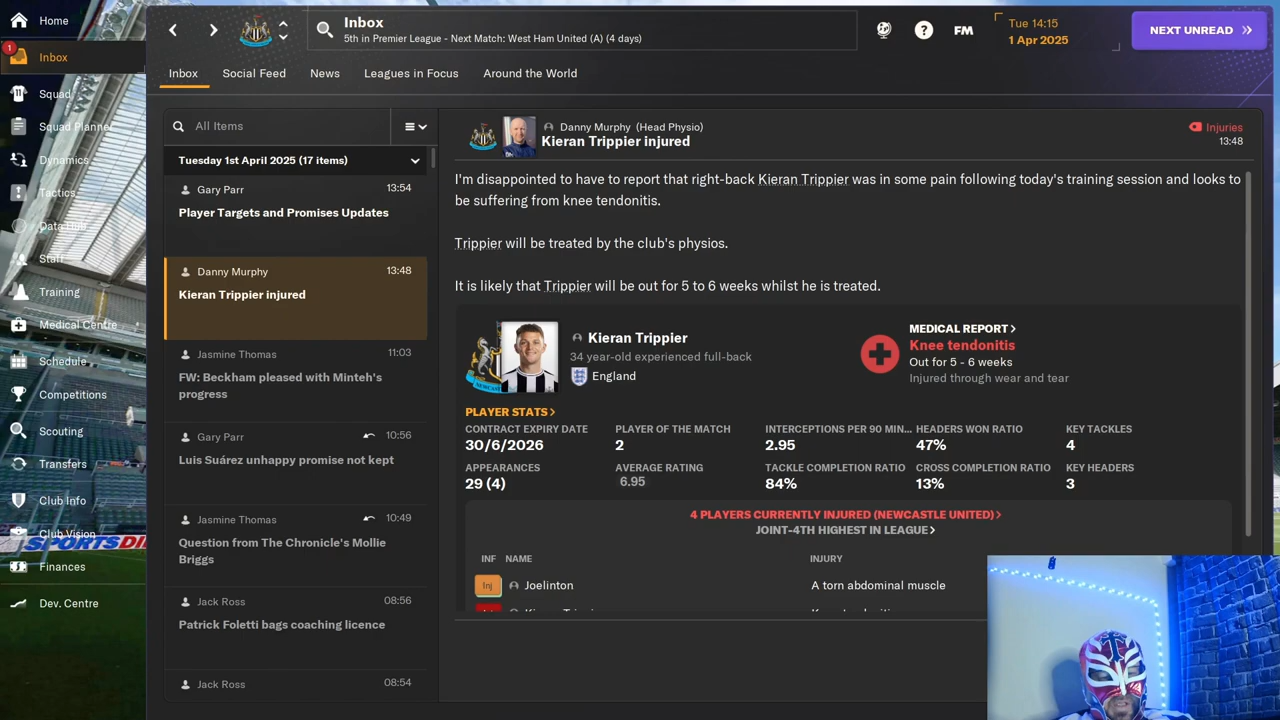 Home
1
Inbox
Squad
Squad Planner
Dynamics
Tactics
Data Hub
Staff
Training
Medical Centre
Schedule
Competitions
Scouting
Transfers
Club Info
Club Vision
SPORTS DI
Finances
Dev. Centre
Inbox
5th in Premier League - Next Match: West Ham United (A) (4 days)
?
FM
Tue 14:15
1 Apr 2025
NEXT UNREAD
Inbox
Social Feed
News
Leagues in Focus
Around the World
All Items
Tuesday 1st April 2025 (17 items)
Gary Parr
13:54
Player Targets and Promises Updates
Danny Murphy
13:48
Kieran Trippier injured
Jasmine Thomas
11:03
FW: Beckham pleased with Minteh's
progress
Gary Parr
10:56
Luis Suárez unhappy promise not kept
Jasmine Thomas
10:49
Question from The Chronicle's Mollie
Briggs
Jack Ross
08:56
Patrick Foletti bags coaching licence
Jack Ross
08:54
Danny Murphy (Head Physio)
Kieran Trippier injured
Injuries
13:48
I'm disappointed to have to report that right-back Kieran Trippier was in some pain following today's training session and looks to
be suffering from knee tendonitis.
Trippier will be treated by the club's physios.
It is likely that Trippier will be out for 5 to 6 weeks whilst he is treated.
NEWCASTLE
Kieran Trippier
34 year-old experienced full-back
England
MEDICAL REPORT >
Knee tendonitis
Out for 5 - 6 weeks
Injured through wear and tear
PLAYER STATS >
CONTRACT EXPIRY DATE
30/6/2026
PLAYER OF THE MATCH
2
INTERCEPTIONS PER 90 MIN...
2.95
HEADERS WON RATIO
47%
KEY TACKLES
4
APPEARANCES
29 (4)
AVERAGE RATING
6.95
TACKLE COMPLETION RATIO
84%
CROSS COMPLETION RATIO
13%
KEY HEADERS
3
4 PLAYERS CURRENTLY INJURED (NEWCASTLE UNITED) >
JOINT-4TH HIGHEST IN LEAGUE >
INF
NAME
INJURY
Inj
Joelinton
A torn abdominal muscle